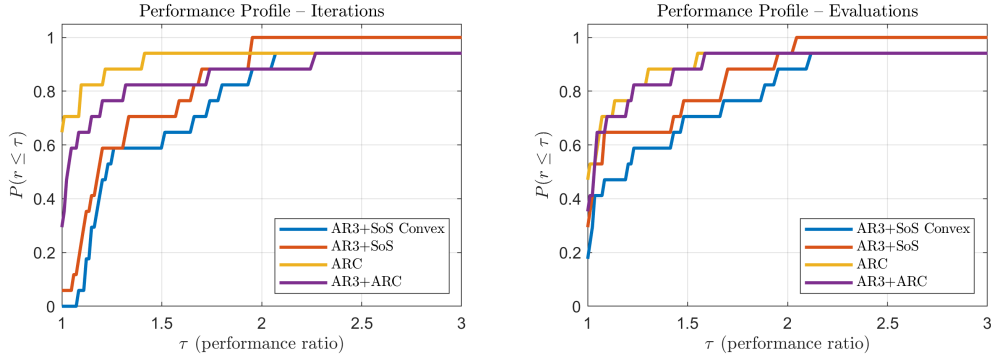 Performance Profile – Iterations
1
0.8
0.6
0.4
0.2
0
P(r ≤ τ)
1
1.5
2
2.5
3
τ (performance ratio)
AR3+SoS Convex
AR3+SoS
ARC
AR3+ARC
Performance Profile – Evaluations
1
0.8
0.6
0.4
0.2
0
P(r ≤ τ)
1
1.5
2
2.5
3
τ (performance ratio)
AR3+SoS Convex
AR3+SoS
ARC
AR3+ARC